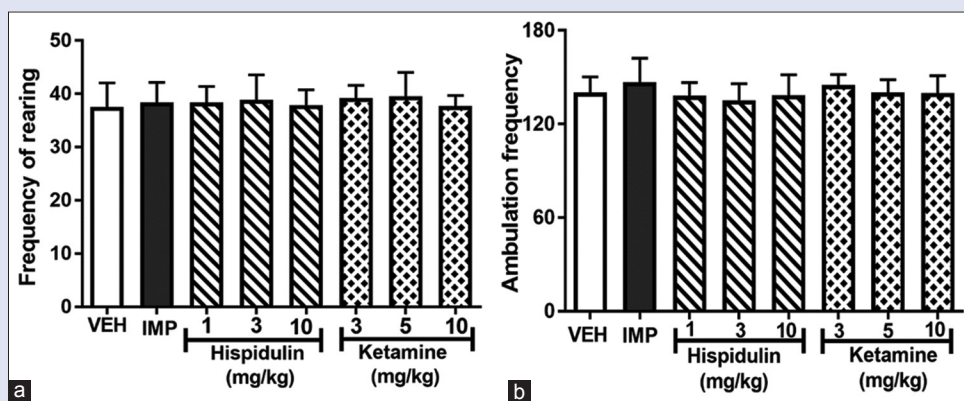 Frequency of rearing
50
40
30
20
10
0
VEH IMP 1 3 10 3 5 10
Hispidulin Ketamine
(mg/kg) (mg/kg)
a
Ambulation frequency
180
120
60
0
VEH IMP 1 3 10 3 5 10
Hispidulin Ketamine
(mg/kg) (mg/kg)
b